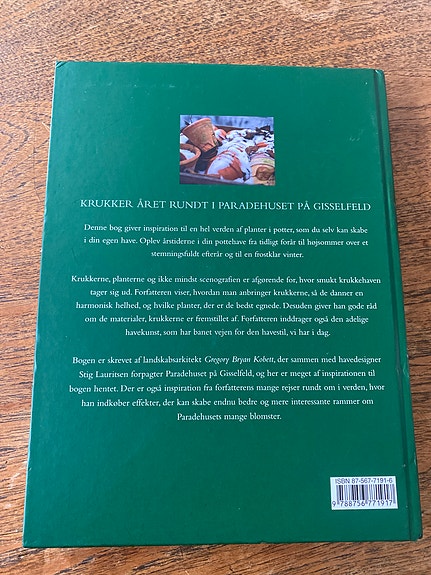 KRUKKER ÅRET RUNDT I PARADEHUSET PÅ GISSELFELD
Denne bog giver inspiration til en hel verden af planter i potter, som du selv kan skabe
i din egen have. Oplev årstiderne i din pottehave fra tidligt forår til højsommer over et
stemningsfuldt efterår og til en frostklar vinter.
Krukkerne, planterne og ikke mindst scenografien er afgørende for, hvor smukt krukkehaven
tager sig ud. Forfatteren viser, hvordan man anbringer krukkerne, så de danner en
harmonisk helhed, og hvilke planter, der er de bedst egnede. Desuden giver han gode råd
om de materialer, krukkerne er fremstillet af. Forfatteren inddrager også den adelige
havekunst, som har banet vejen for den havestil, vi har i dag.
Bogen er skrevet af landskabsarkitekt Gregory Bryan Kobett, der sammen med havedesigner
Stig Lauritsen forpagter Paradehuset på Gisselfeld, og her er meget af inspirationen til
bogen hentet. Der er også inspiration fra forfatterens mange rejser rundt om i verden, hvor
han indkøber effekter, der kan skabe endnu bedre og mere interessante rammer om
Paradehusets mange blomster.
ISBN 87-567-7191-6
9 788756 771917